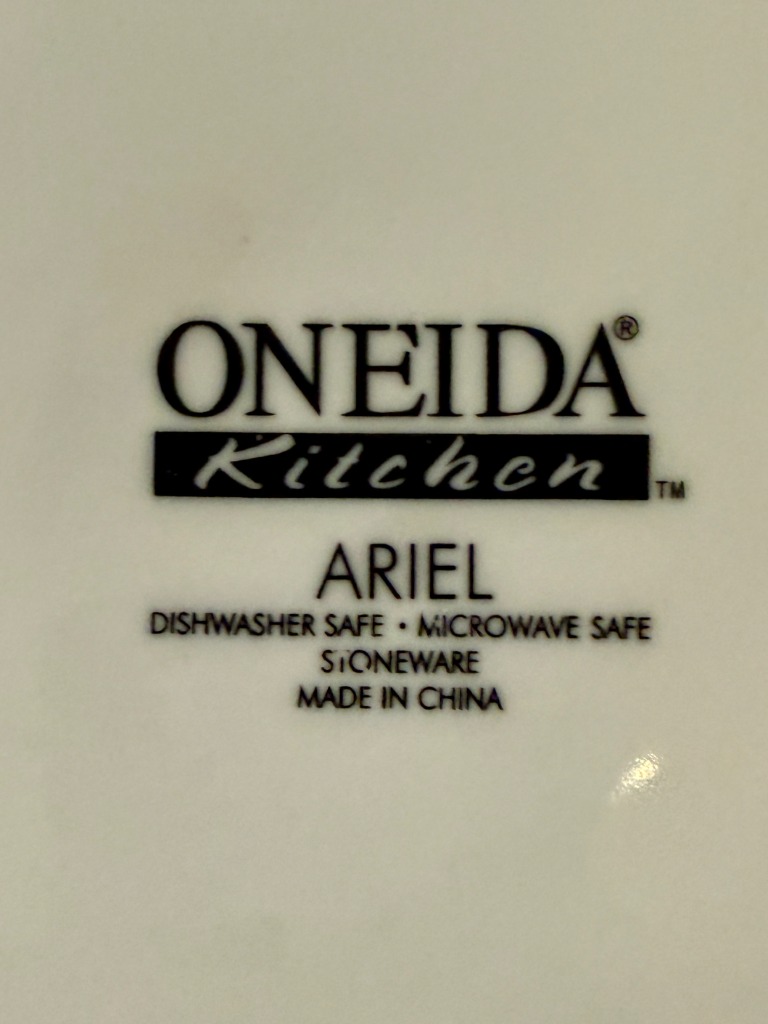 ONEIDA®
Kitchen™
ARIEL
DISHWASHER SAFE • MICROWAVE SAFE
STONEWARE
MADE IN CHINA